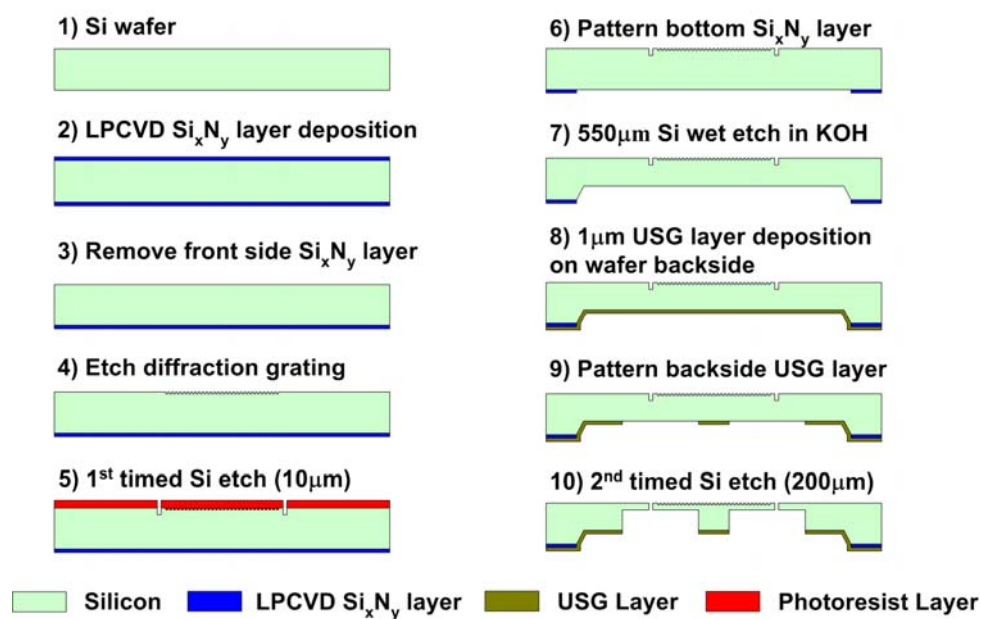 1) Si wafer
2) LPCVD SixNy layer deposition
3) Remove front side SixNy layer
4) Etch diffraction grating
5) 1st timed Si etch (10μm)
6) Pattern bottom SixNy layer
7) 550μm Si wet etch in KOH
8) 1μm USG layer deposition
on wafer backside
9) Pattern backside USG layer
10) 2nd timed Si etch (200μm)
Silicon
LPCVD SixNy layer
USG Layer
Photoresist Layer